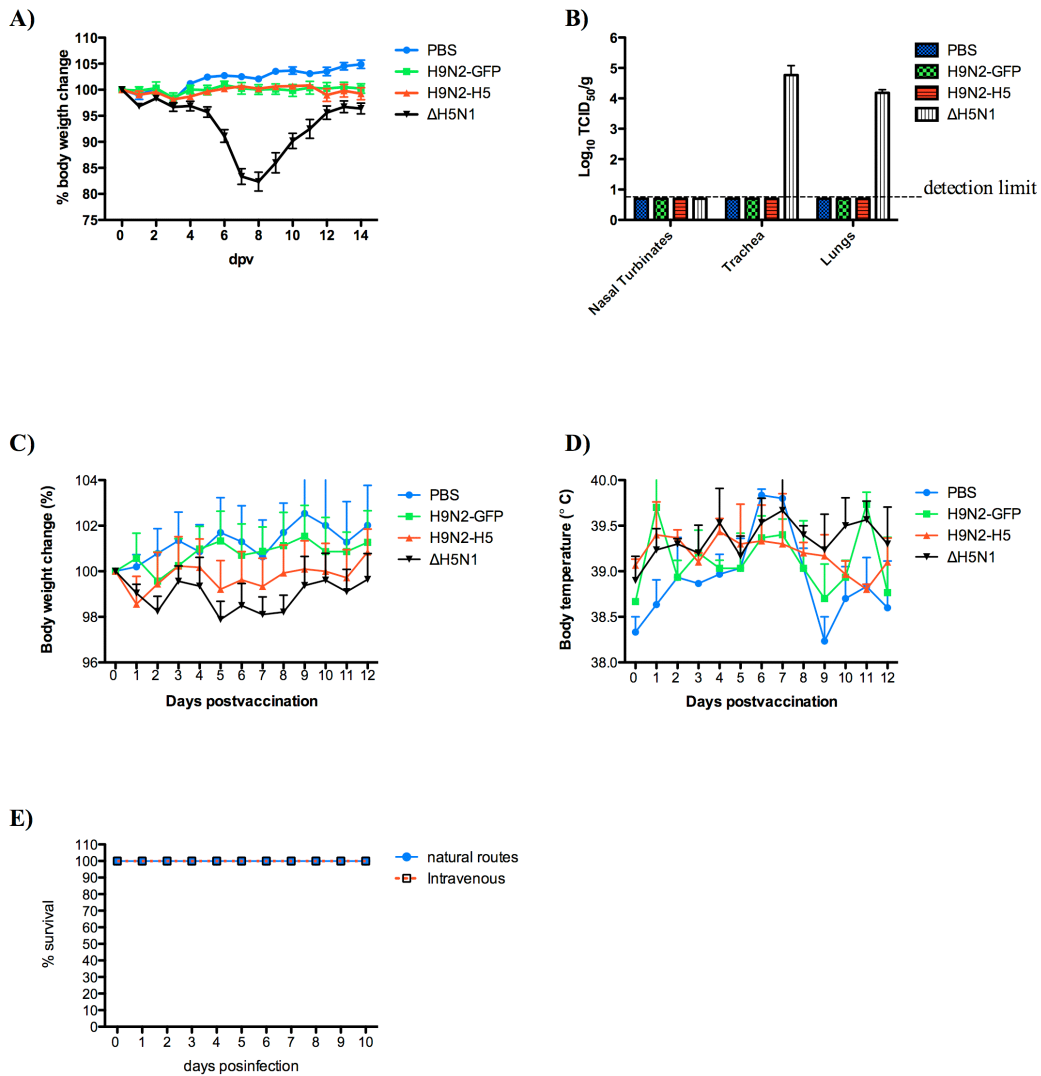 A)
110
105
100
95
90
85
80
75
% body weigth change
0 2 4 6 8 10 12 14
dpv
PBS
H9N2-GFP
H9N2-H5
ΔH5N1
B)
6
5
4
3
2
1
0
Log10 TCID50/g
Nasal Turbinates
Trachea
Lungs
PBS
H9N2-GFP
H9N2-H5
ΔH5N1
detection limit
C)
104
102
100
98
96
Body weight change (%)
0 1 2 3 4 5 6 7 8 9 10 11 12
Days postvaccination
PBS
H9N2-GFP
H9N2-H5
ΔH5N1
D)
40.0
39.5
39.0
38.5
38.0
Body temperature (° C)
0 1 2 3 4 5 6 7 8 9 10 11 12
Days postvaccination
PBS
H9N2-GFP
H9N2-H5
ΔH5N1
E)
110
100
90
80
70
60
50
40
30
20
10
0
% survival
0 1 2 3 4 5 6 7 8 9 10
days posinfection
natural routes
Intravenous